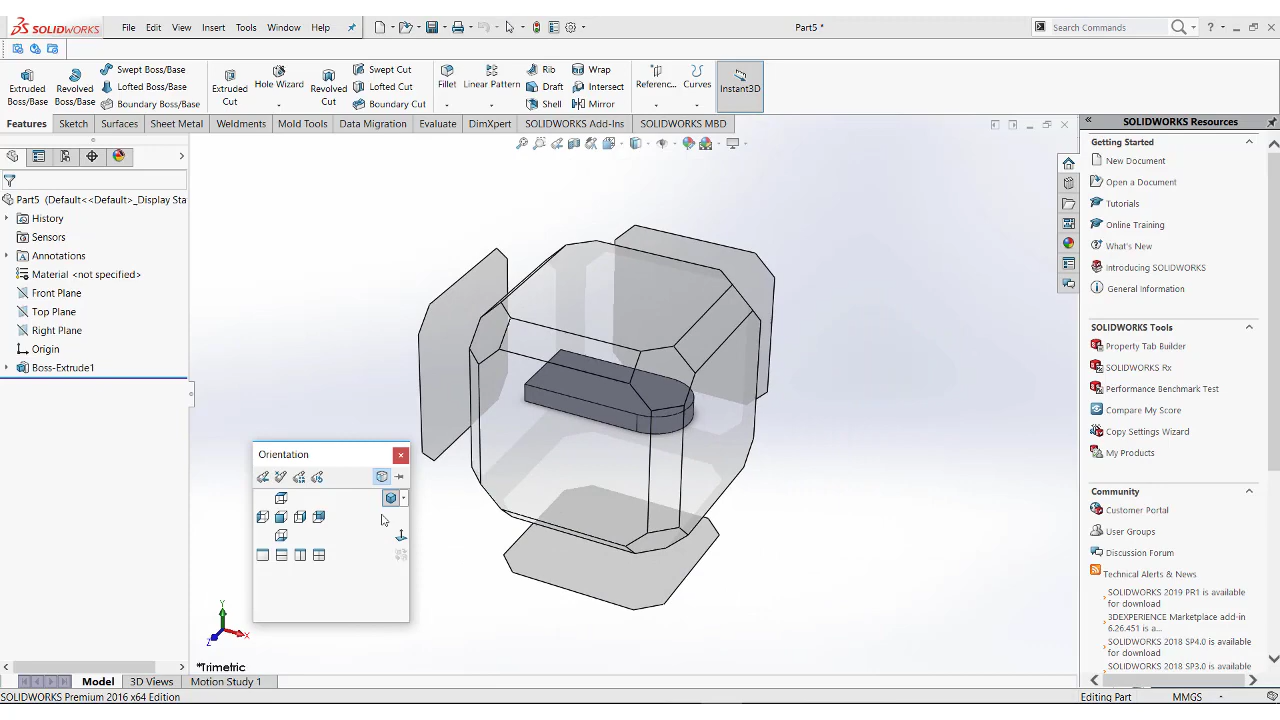 SOLIDWORKS File Edit View Insert Tools Window Help Part5 * Search Commands ?
Extruded Boss/Base
Revolved Boss/Base
Swept Boss/Base
Lofted Boss/Base
Boundary Boss/Base
Extruded Cut
Hole Wizard
Revolved Cut
Swept Cut
Lofted Cut
Boundary Cut
Fillet
Linear Pattern
Rib
Draft
Shell
Wrap
Intersect
Mirror
Referenc...
Curves
Instant3D
Features Sketch Surfaces Sheet Metal Weldments Mold Tools Data Migration Evaluate DimXpert SOLIDWORKS Add-Ins SOLIDWORKS MBD
Part5 (Default<<Default>_Display Sta
History
Sensors
Annotations
Material <not specified>
Front Plane
Top Plane
Right Plane
Origin
Boss-Extrude1
Orientation
Y
X
Z
*Trimetric
Model 3D Views Motion Study 1
SOLIDWORKS Premium 2016 x64 Edition
Editing Part MMGS
SOLIDWORKS Resources
Getting Started
New Document
Open a Document
Tutorials
Online Training
What's New
Introducing SOLIDWORKS
General Information
SOLIDWORKS Tools
Property Tab Builder
SOLIDWORKS Rx
Performance Benchmark Test
Compare My Score
Copy Settings Wizard
My Products
Community
Customer Portal
User Groups
Discussion Forum
Technical Alerts & News
SOLIDWORKS 2019 PR1 is available
for download
3DEXPERIENCE Marketplace add-in
6.26.451 is a...
SOLIDWORKS 2018 SP4.0 is available
for download
SOLIDWORKS 2018 SP3.0 is available